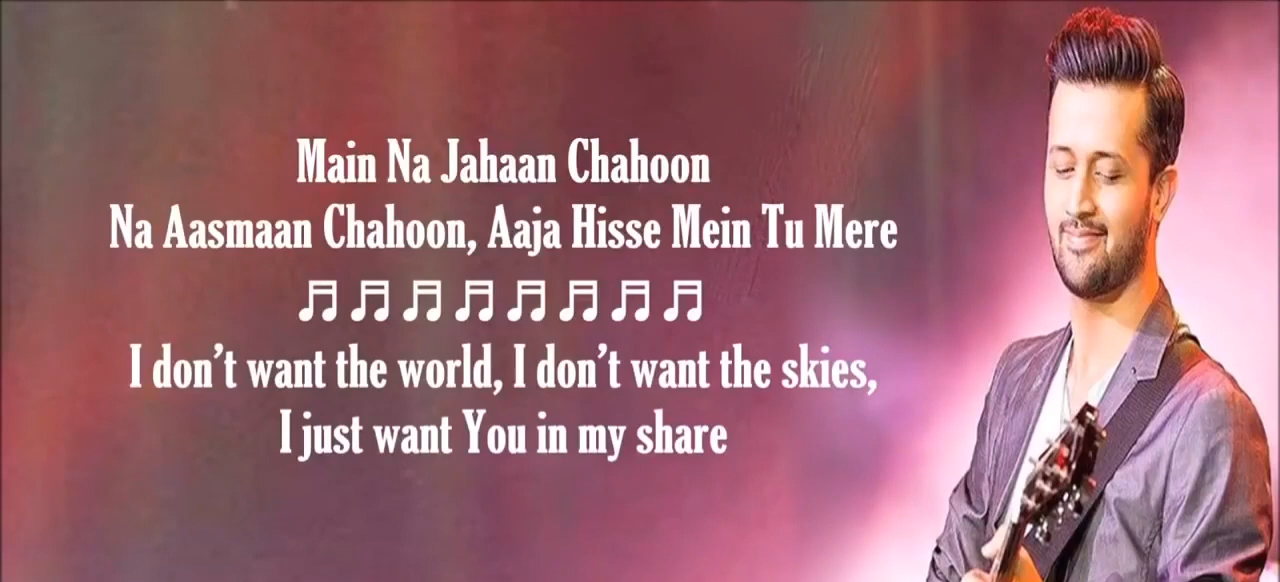 Main Na Jahaan Chahoon
Na Aasmaan Chahoon, Aaja Hisse Mein Tu Mere
♫ ♫ ♫ ♫ ♫ ♫ ♫ ♫
I don’t want the world, I don’t want the skies,
I just want You in my share